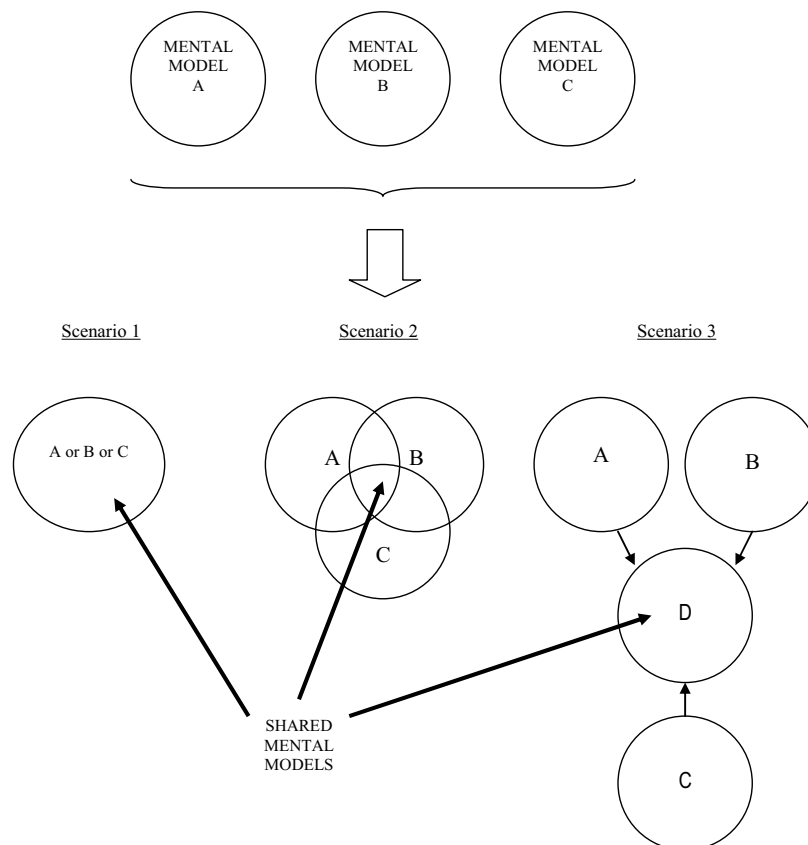 MENTAL
MODEL
A
MENTAL
MODEL
B
MENTAL
MODEL
C
Scenario 1
Scenario 2
Scenario 3
A or B or C
A
B
C
A
B
D
C
SHARED
MENTAL
MODELS